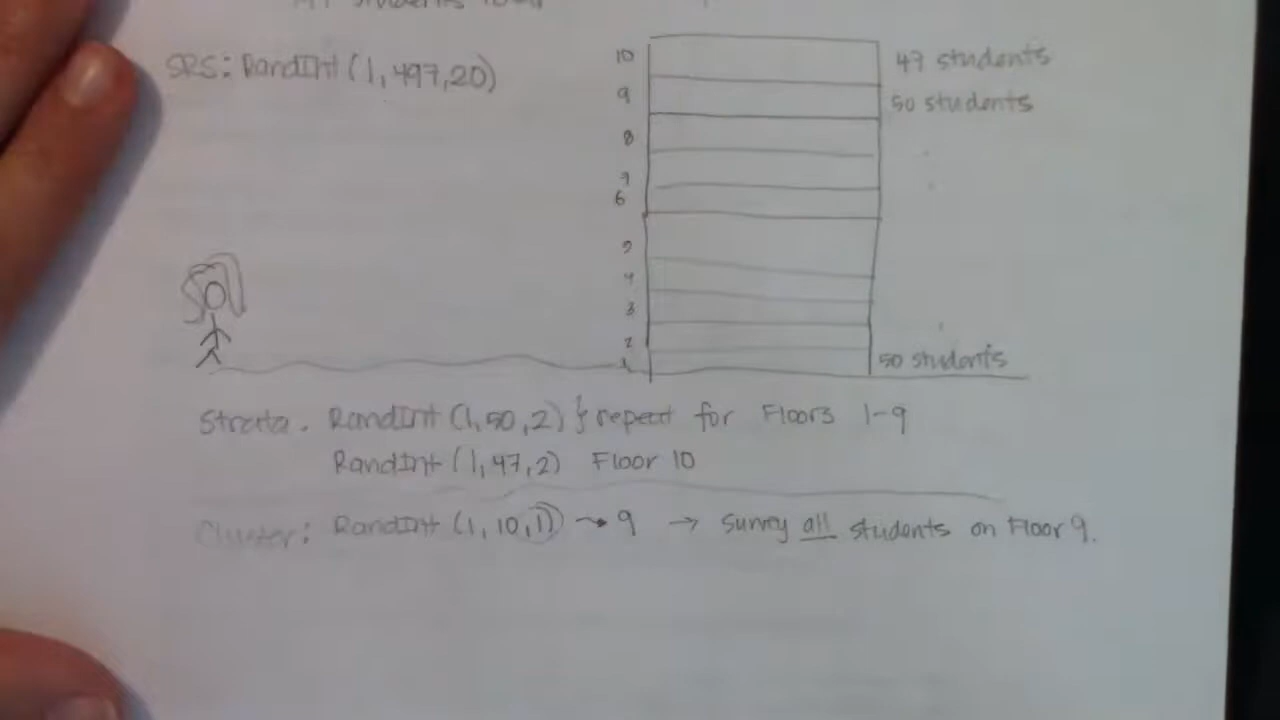 students
SRS: RandInt (1, 497, 20)
10 47 students
9 50 students
8
7
6
5
4
3
2
1 50 students
Strata. RandInt (1, 50, 2) } repeat for Floors 1-9
RandInt (1, 47, 2) Floor 10
Cluster: RandInt (1, 10, 1) → 9 → Survey all students on Floor 9.